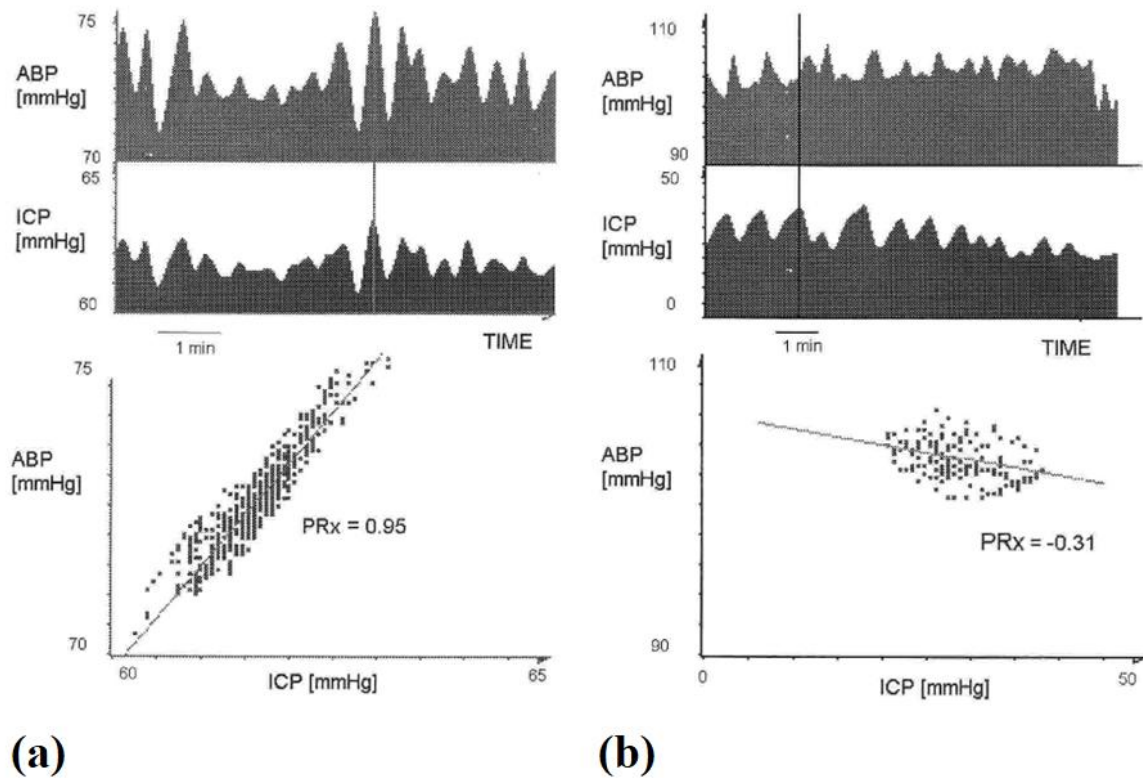 75
ABP
[mmHg]
70
65
ICP
[mmHg]
60
1 min
TIME
75
ABP
[mmHg]
PRx = 0.95
70
60
ICP [mmHg]
65
(a)
110
ABP
[mmHg]
90
50
ICP
[mmHg]
0
1 min
TIME
110
ABP
[mmHg]
PRx = -0.31
90
0
ICP [mmHg]
50
(b)